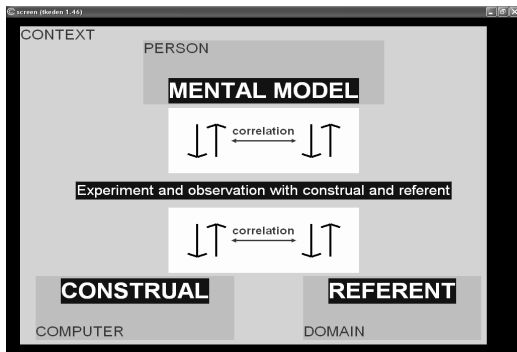 screen (tkeden 1.46)
CONTEXT
PERSON
MENTAL MODEL
correlation
Experiment and observation with construal and referent
correlation
CONSTRUAL
REFERENT
COMPUTER
DOMAIN